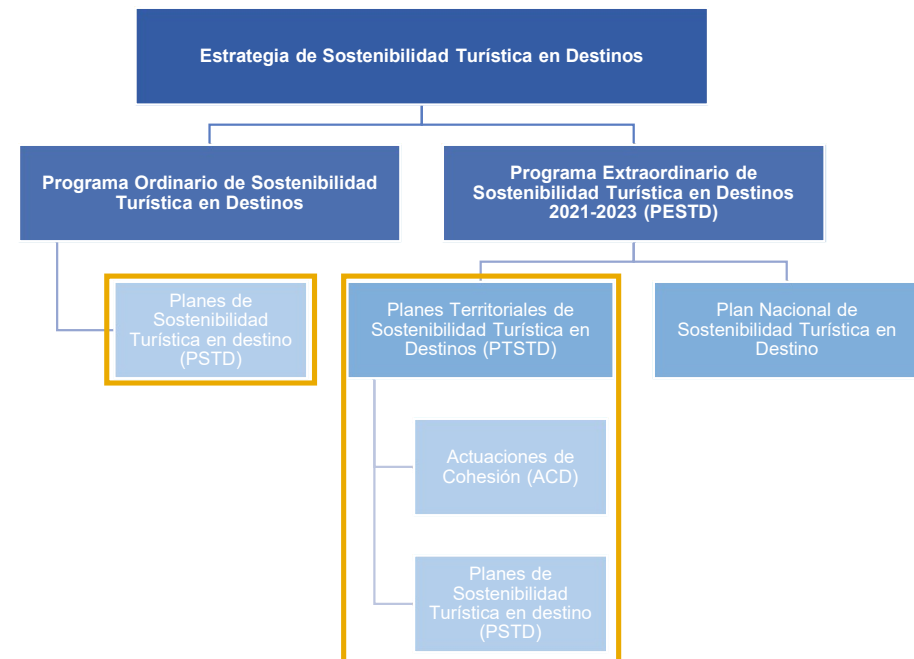 Estrategia de Sostenibilidad Turística en Destinos
Programa Ordinario de Sostenibilidad
Turística en Destinos
Programa Extraordinario de
Sostenibilidad Turística en Destinos
2021-2023 (PESTD)
Planes de
Sostenibilidad
Turística en destino
(PSTD)
Planes Territoriales de
Sostenibilidad Turística en
Destinos (PTSTD)
Plan Nacional de
Sostenibilidad Turística en
Destino
Actuaciones de
Cohesión (ACD)
Planes de
Sostenibilidad
Turística en destino
(PSTD)